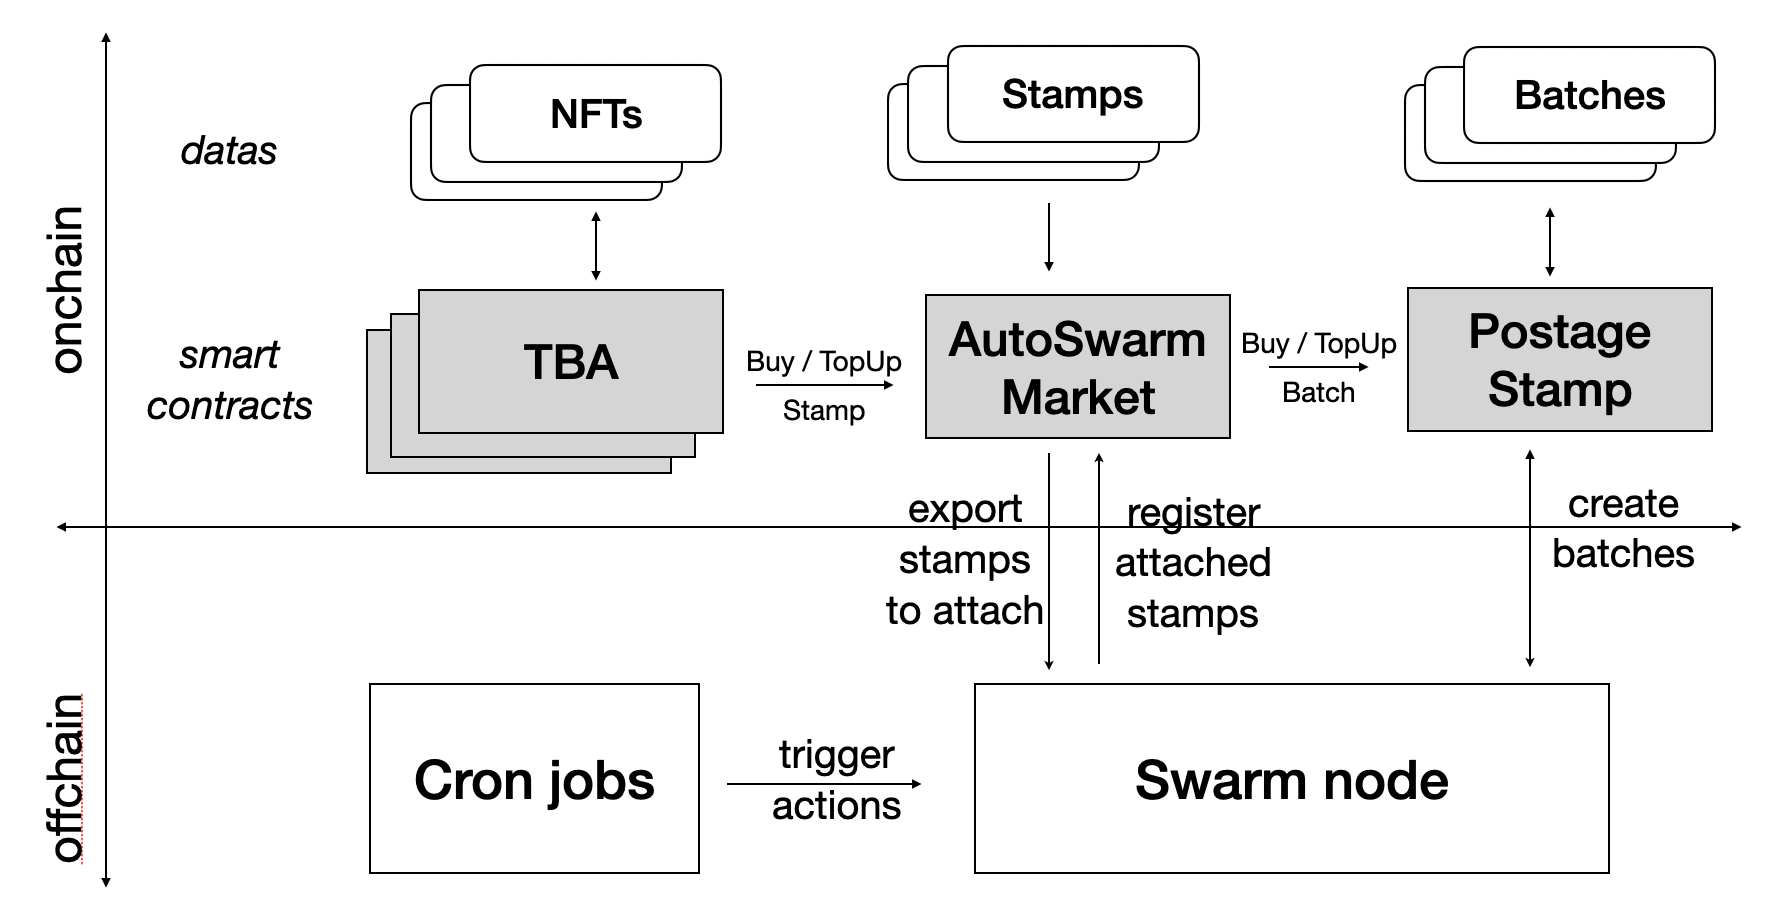 NFTs
Stamps
Batches
datas
onchain
smart
contracts
TBA
Buy / TopUp
Stamp
AutoSwarm
Market
Buy / TopUp
Batch
Postage
Stamp
export
stamps
to attach
register
attached
stamps
create
batches
offchain
Cron jobs
trigger
actions
Swarm node